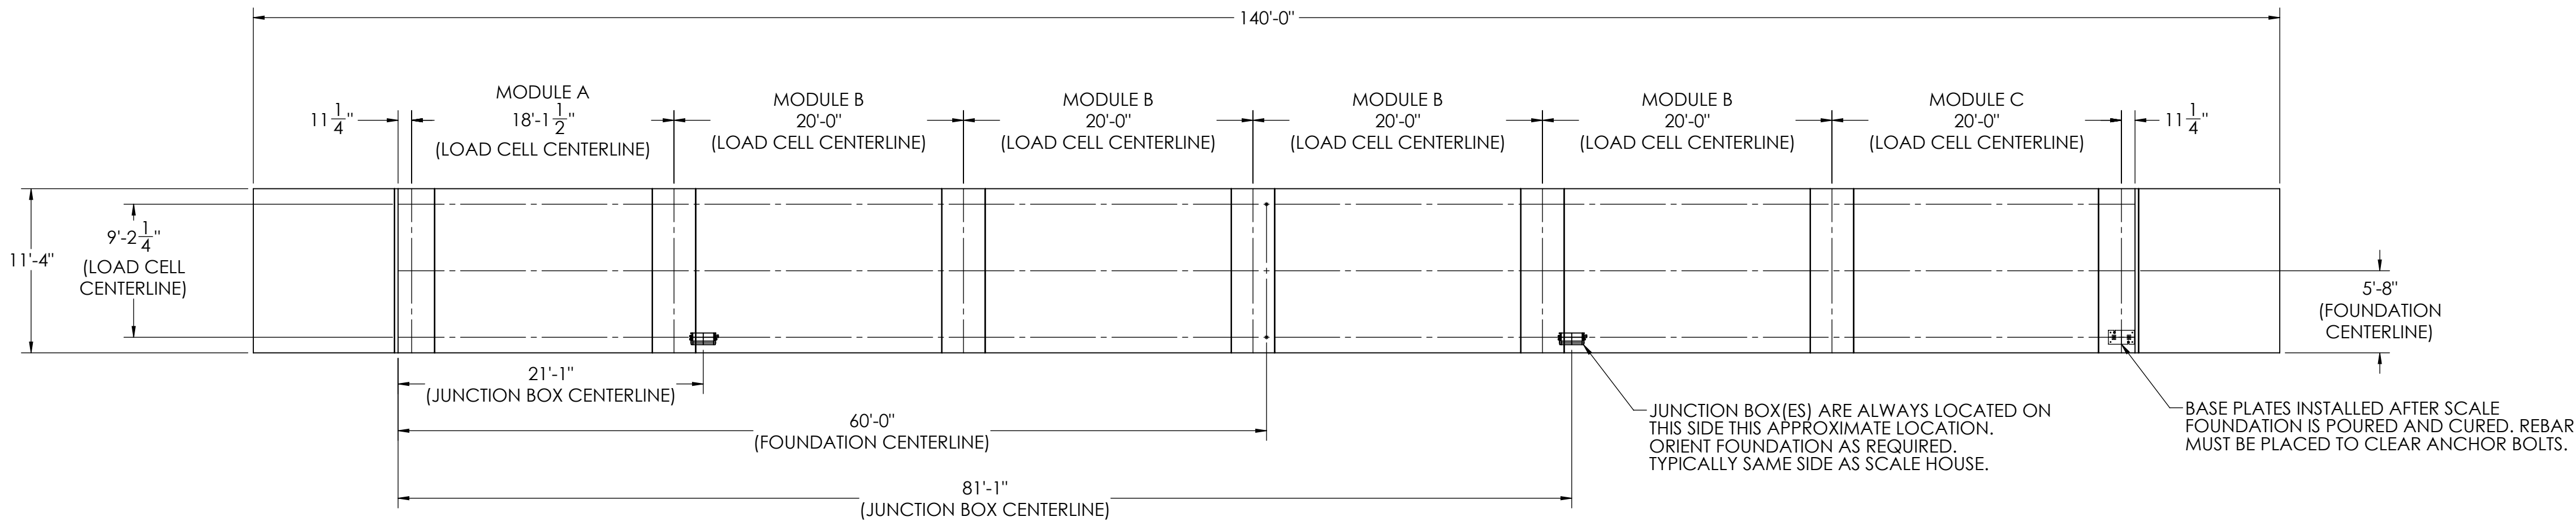 140'-0"
MODULE A
18'-1 1/2"
(LOAD CELL CENTERLINE)
MODULE B
20'-0"
(LOAD CELL CENTERLINE)
MODULE B
20'-0"
(LOAD CELL CENTERLINE)
MODULE B
20'-0"
(LOAD CELL CENTERLINE)
MODULE B
20'-0"
(LOAD CELL CENTERLINE)
MODULE C
20'-0"
(LOAD CELL CENTERLINE)
11 1/4"
11 1/4"
11'-4"
9'-2 1/4"
(LOAD CELL
CENTERLINE)
5'-8"
(FOUNDATION
CENTERLINE)
21'-1"
(JUNCTION BOX CENTERLINE)
60'-0"
(FOUNDATION CENTERLINE)
81'-1"
(JUNCTION BOX CENTERLINE)
JUNCTION BOX(ES) ARE ALWAYS LOCATED ON
THIS SIDE THIS APPROXIMATE LOCATION.
ORIENT FOUNDATION AS REQUIRED.
TYPICALLY SAME SIDE AS SCALE HOUSE.
BASE PLATES INSTALLED AFTER SCALE
FOUNDATION IS POURED AND CURED. REBAR
MUST BE PLACED TO CLEAR ANCHOR BOLTS.